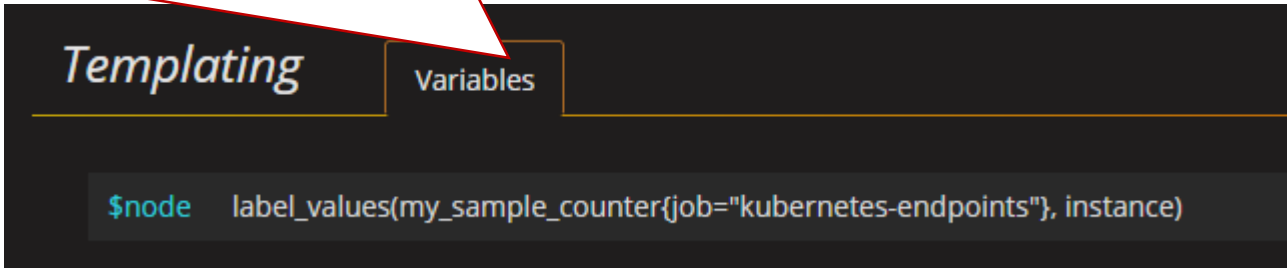 Templating
Variables
$node label_values(my_sample_counter{job="kubernetes-endpoints"}, instance)